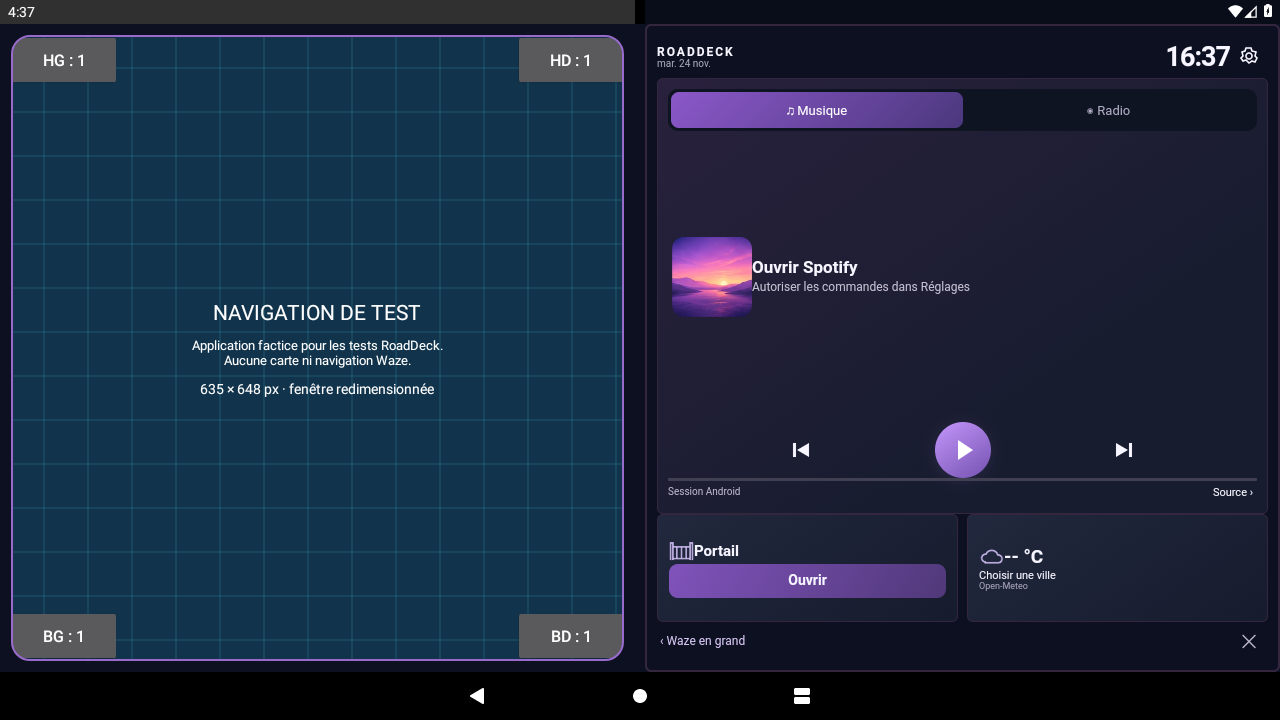 4:37
HG : 1
HD : 1
NAVIGATION DE TEST
Application factice pour les tests RoadDeck.
Aucune carte ni navigation Waze.
635 × 648 px · fenêtre redimensionnée
BG : 1
BD : 1
ROADDECK
mar. 24 nov.
16:37
♫ Musique
◉ Radio
Ouvrir Spotify
Autoriser les commandes dans Réglages
Session Android
Source ›
Portail
Ouvrir
-- °C
Choisir une ville
Open-Meteo
‹ Waze en grand